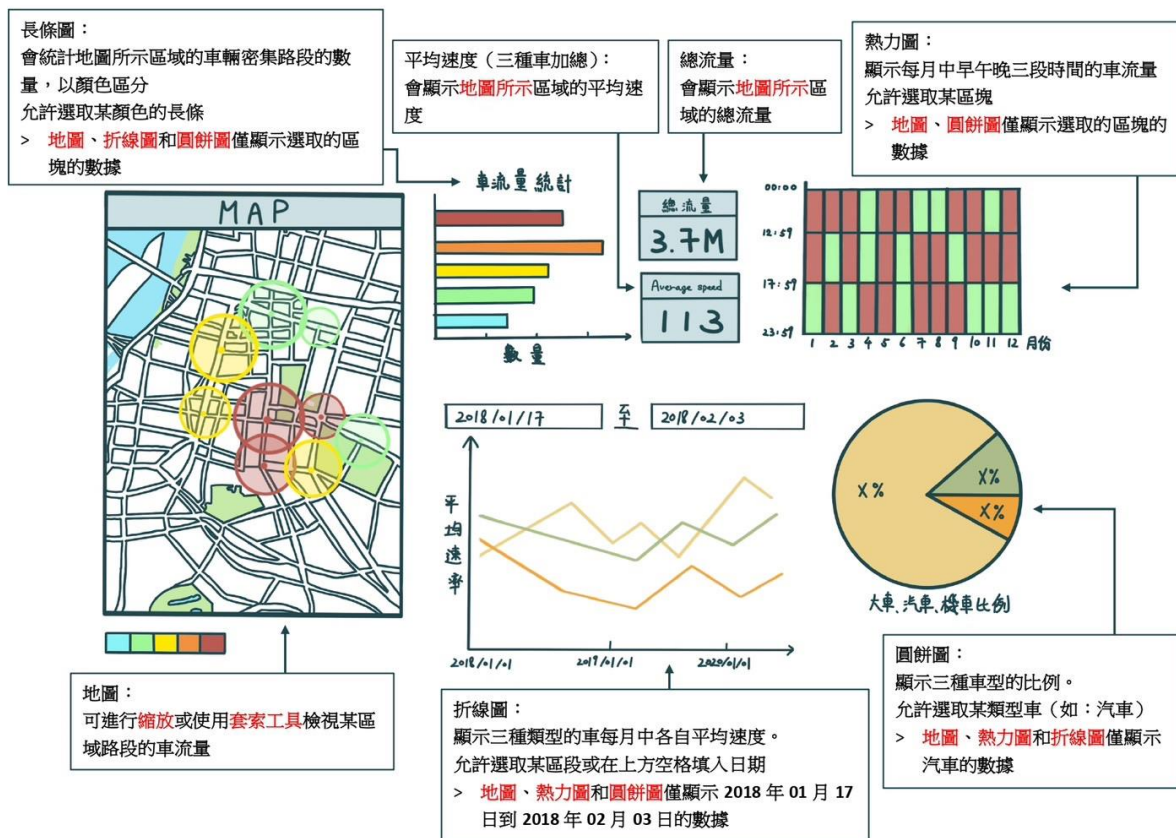 長條圖：
會統計地圖所示區域的車輛密集路段的數
量，以顏色區分
允許選取某顏色的長條
> 地圖、折線圖和圓餅圖僅顯示選取的區
塊的數據
平均速度（三種車加總）：
會顯示地圖所示區域的平均速
度
總流量：
會顯示地圖所示區
域的總流量
熱力圖：
顯示每月中早午晚三段時間的車流量
允許選取某區塊
> 地圖、圓餅圖僅顯示選取的區塊的
數據
MAP
車流量統計
數量
總流量
3.7M
Average speed
113
00:00
12:59
17:59
23:59
1 2 3 4 5 6 7 8 9 10 11 12 月份
2018/01/17 至 2018/02/03
平均速率
2018/01/01 2019/01/01 2020/01/01
X%
X%
X%
大車、汽車、機車比例
地圖：
可進行縮放或使用套索工具檢視某區
域路段的車流量
折線圖：
顯示三種類型的車每月中各自平均速度。
允許選取某區段或在上方空格填入日期
> 地圖、熱力圖和圓餅圖僅顯示 2018 年 01 月 17
日到 2018 年 02 月 03 日的數據
圓餅圖：
顯示三種車型的比例。
允許選取某類型車（如：汽車）
> 地圖、熱力圖和折線圖僅顯示
汽車的數據